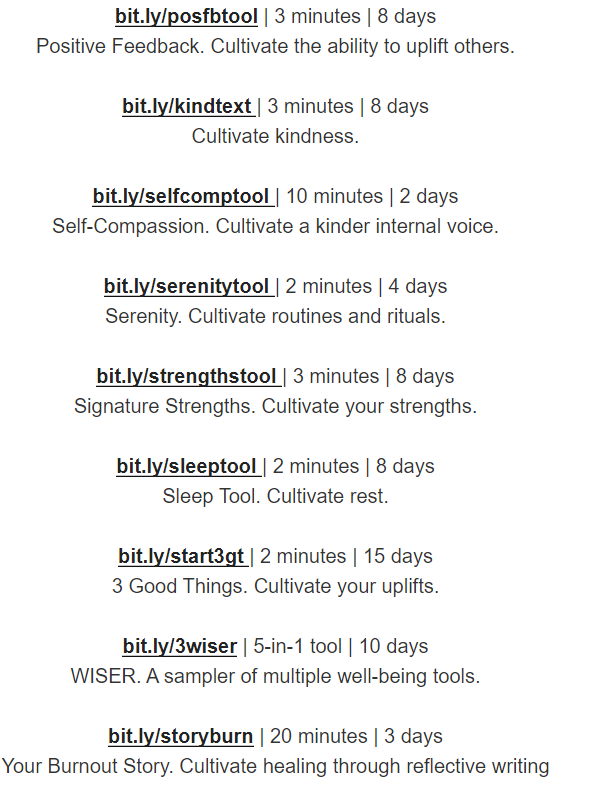 bit.ly/posfbtool | 3 minutes | 8 days
Positive Feedback. Cultivate the ability to uplift others.
bit.ly/kindtext | 3 minutes | 8 days
Cultivate kindness.
bit.ly/selfcomptool | 10 minutes | 2 days
Self-Compassion. Cultivate a kinder internal voice.
bit.ly/serenitytool | 2 minutes | 4 days
Serenity. Cultivate routines and rituals.
bit.ly/strengthstool | 3 minutes | 8 days
Signature Strengths. Cultivate your strengths.
bit.ly/sleeptool | 2 minutes | 8 days
Sleep Tool. Cultivate rest.
bit.ly/start3gt | 2 minutes | 15 days
3 Good Things. Cultivate your uplifts.
bit.ly/3wiser | 5-in-1 tool | 10 days
WISER. A sampler of multiple well-being tools.
bit.ly/storyburn | 20 minutes | 3 days
Your Burnout Story. Cultivate healing through reflective writing